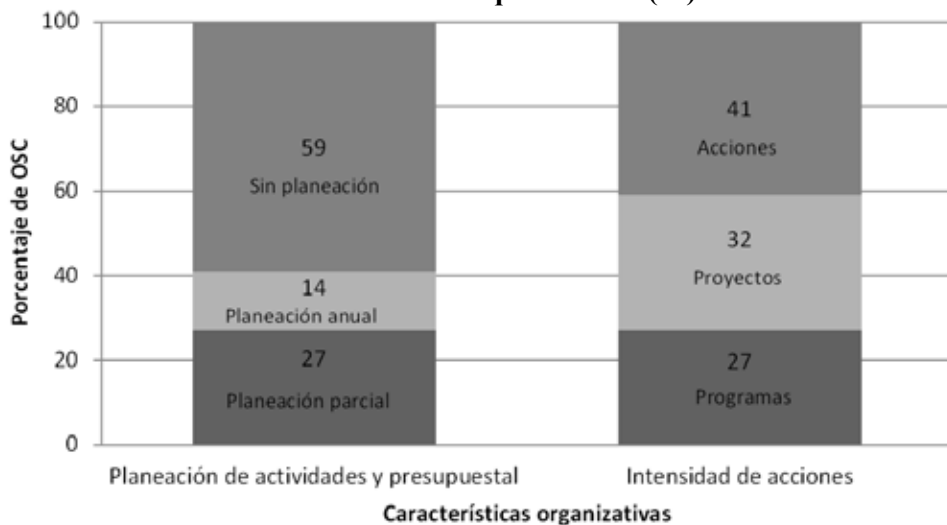 100
80
60
40
20
0
Porcentaje de OSC
59
Sin planeación
14
Planeación anual
27
Planeación parcial
41
Acciones
32
Proyectos
27
Programas
Planeación de actividades y presupuestal
Intensidad de acciones
Características organizativas